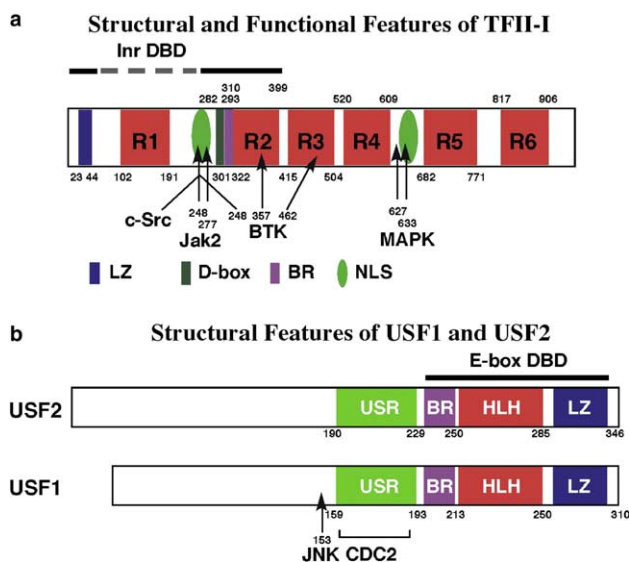 a
Structural and Functional Features of TFII-I
Inr DBD
310 399
282 293 520 609 817 906
R1 R2 R3 R4 R5 R6
23 44 102 191 301 322 415 504 682 771
c-Src
248 277 248 357 462 627 633
Jak2 BTK MAPK
LZ D-box BR NLS
b
Structural Features of USF1 and USF2
E-box DBD
USF2 USR BR HLH LZ
190 229 250 285 346
USF1 USR BR HLH LZ
159 193 213 250 310
153
JNK CDC2